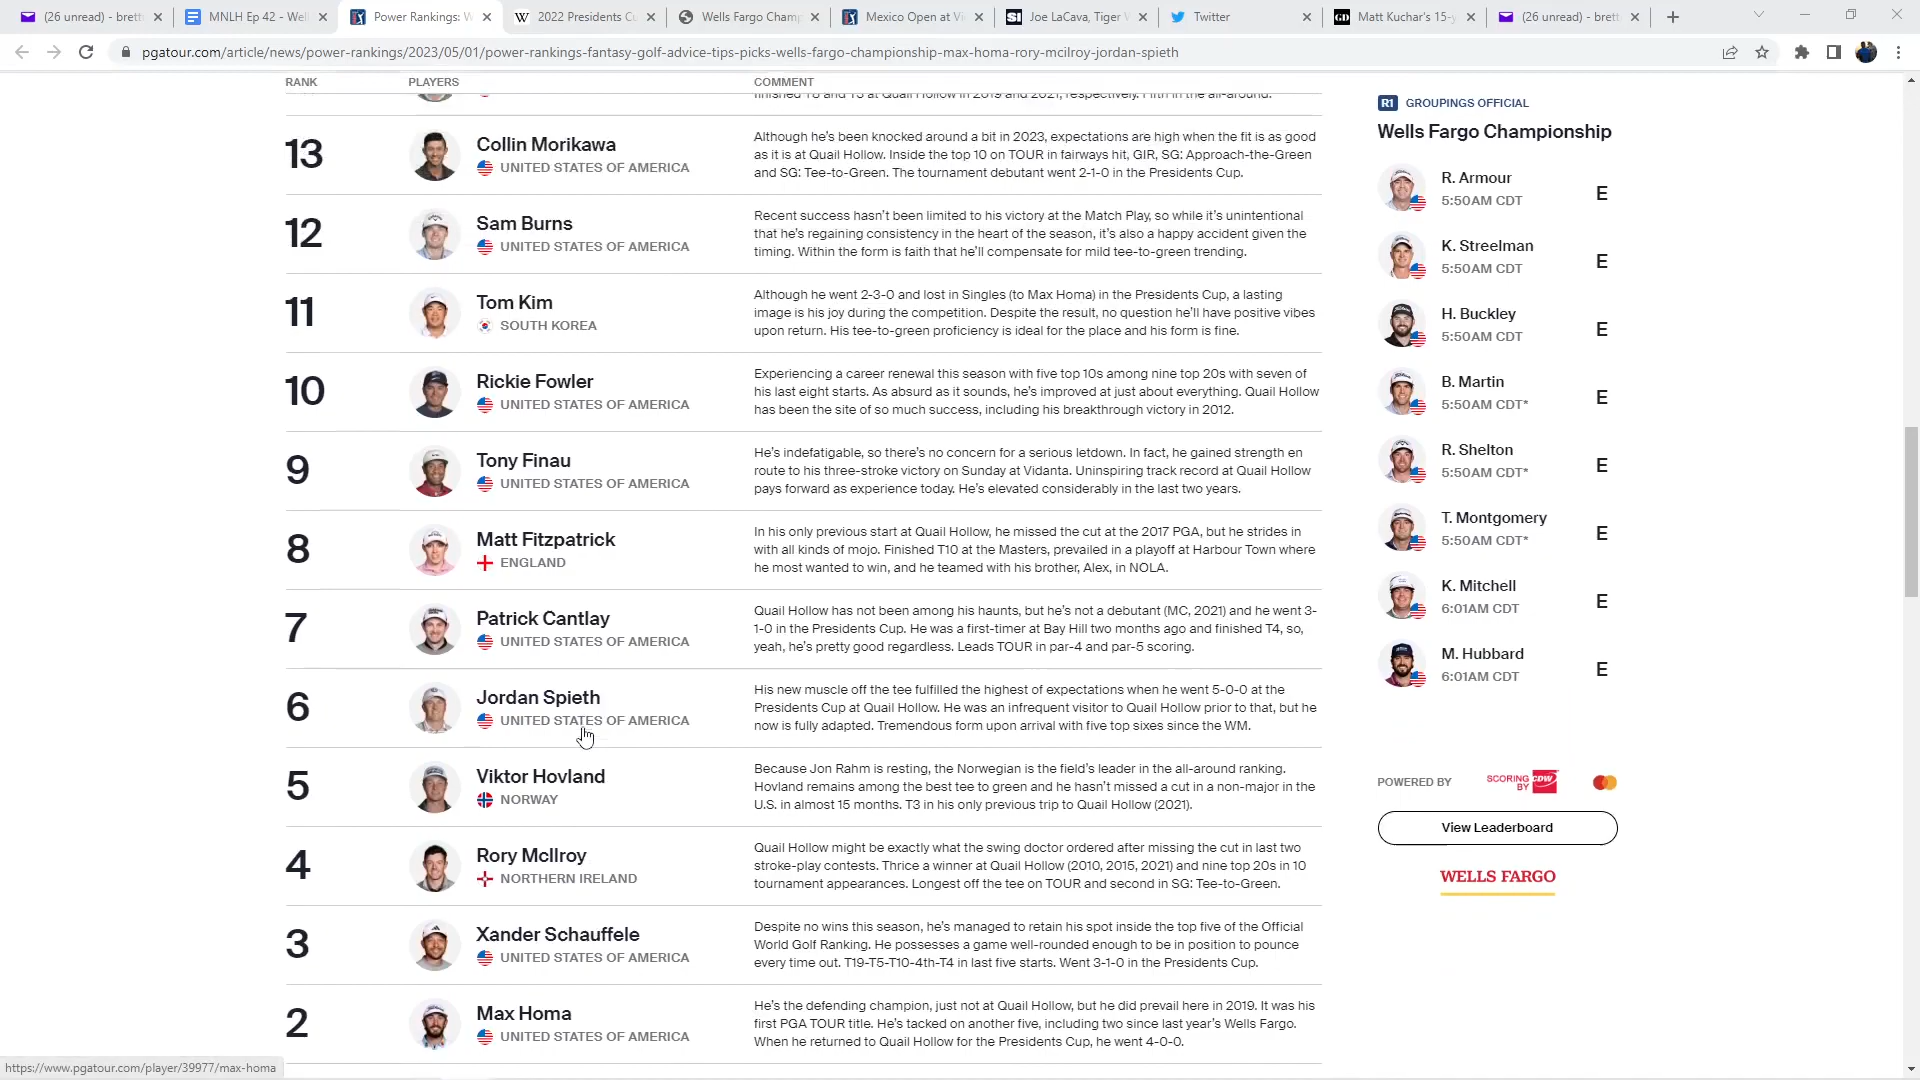 (26 unread) - brett
MNLH Ep 42 - Wel
Power Rankings: W
2022 Presidents Cu
Wells Fargo Champ
Mexico Open at Vi
Joe LaCava, Tiger W
Twitter
Matt Kuchar's 15-y
(26 unread) - brett
pgatour.com/article/news/power-rankings/2023/05/01/power-rankings-fantasy-golf-advice-tips-picks-wells-fargo-championship-max-homa-rory-mcilroy-jordan-spieth
RANK PLAYERS COMMENT
finished T8 and T3 at Quail Hollow in 2019 and 2021, respectively. Fifth in the all-around.
13
Collin Morikawa
UNITED STATES OF AMERICA
Although he's been knocked around a bit in 2023, expectations are high when the fit is as good
as it is at Quail Hollow. Inside the top 10 on TOUR in fairways hit, GIR, SG: Approach-the-Green
and SG: Tee-to-Green. The tournament debutant went 2-1-0 in the Presidents Cup.
12
Sam Burns
UNITED STATES OF AMERICA
Recent success hasn't been limited to his victory at the Match Play, so while it's unintentional
that he's regaining consistency in the heart of the season, it's also a happy accident given the
timing. Within the form is faith that he'll compensate for mild tee-to-green trending.
11
Tom Kim
SOUTH KOREA
Although he went 2-3-0 and lost in Singles (to Max Homa) in the Presidents Cup, a lasting
image is his joy during the competition. Despite the result, no question he'll have positive vibes
upon return. His tee-to-green proficiency is ideal for the place and his form is fine.
10
Rickie Fowler
UNITED STATES OF AMERICA
Experiencing a career renewal this season with five top 10s among nine top 20s with seven of
his last eight starts. As absurd as it sounds, he's improved at just about everything. Quail Hollow
has been the site of so much success, including his breakthrough victory in 2012.
9
Tony Finau
UNITED STATES OF AMERICA
He's indefatigable, so there's no concern for a serious letdown. In fact, he gained strength en
route to his three-stroke victory on Sunday at Vidanta. Uninspiring track record at Quail Hollow
pays forward as experience today. He's elevated considerably in the last two years.
8
Matt Fitzpatrick
ENGLAND
In his only previous start at Quail Hollow, he missed the cut at the 2017 PGA, but he strides in
with all kinds of mojo. Finished T10 at the Masters, prevailed in a playoff at Harbour Town where
he most wanted to win, and he teamed with his brother, Alex, in NOLA.
7
Patrick Cantlay
UNITED STATES OF AMERICA
Quail Hollow has not been among his haunts, but he's not a debutant (MC, 2021) and he went 3-
1-0 in the Presidents Cup. He was a first-timer at Bay Hill two months ago and finished T4, so,
yeah, he's pretty good regardless. Leads TOUR in par-4 and par-5 scoring.
6
Jordan Spieth
UNITED STATES OF AMERICA
His new muscle off the tee fulfilled the highest of expectations when he went 5-0-0 at the
Presidents Cup at Quail Hollow. He was an infrequent visitor to Quail Hollow prior to that, but he
now is fully adapted. Tremendous form upon arrival with five top sixes since the WM.
5
Viktor Hovland
NORWAY
Because Jon Rahm is resting, the Norwegian is the field's leader in the all-around ranking.
Hovland remains among the best tee to green and he hasn't missed a cut in a non-major in the
U.S. in almost 15 months. T3 in his only previous trip to Quail Hollow (2021).
4
Rory McIlroy
NORTHERN IRELAND
Quail Hollow might be exactly what the swing doctor ordered after missing the cut in last two
stroke-play contests. Thrice a winner at Quail Hollow (2010, 2015, 2021) and nine top 20s in 10
tournament appearances. Longest off the tee on TOUR and second in SG: Tee-to-Green.
3
Xander Schauffele
UNITED STATES OF AMERICA
Despite no wins this season, he's managed to retain his spot inside the top five of the Official
World Golf Ranking. He possesses a game well-rounded enough to be in position to pounce
every time out. T19-T5-T10-4th-T4 in last five starts. Went 3-1-0 in the Presidents Cup.
2
Max Homa
UNITED STATES OF AMERICA
He's the defending champion, just not at Quail Hollow, but he did prevail here in 2019. It was his
first PGA TOUR title. He's tacked on another five, including two since last year's Wells Fargo.
When he returned to Quail Hollow for the Presidents Cup, he went 4-0-0.
R1 GROUPINGS OFFICIAL
Wells Fargo Championship
R. Armour
5:50AM CDT
E
K. Streelman
5:50AM CDT
E
H. Buckley
5:50AM CDT
E
B. Martin
5:50AM CDT*
E
R. Shelton
5:50AM CDT*
E
T. Montgomery
5:50AM CDT*
E
K. Mitchell
6:01AM CDT
E
M. Hubbard
6:01AM CDT
E
POWERED BY
SCORING
BY CDW
View Leaderboard
WELLS FARGO
https://www.pgatour.com/player/39977/max-homa